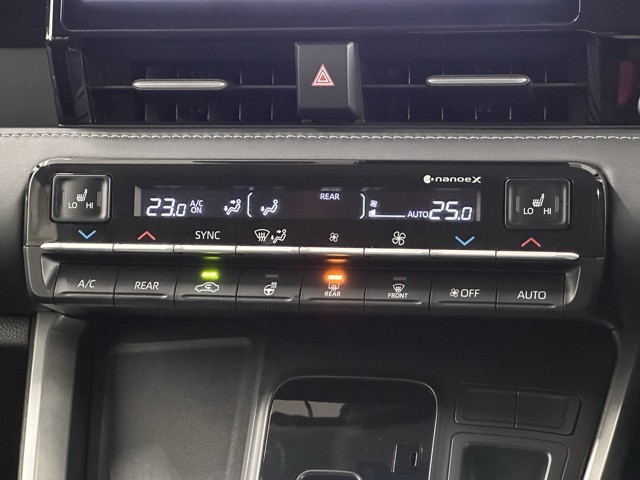 nanoeX
LO HI
23.0 A/C ON
REAR
AUTO 25.0
LO HI
SYNC
A/C
REAR
REAR
FRONT
OFF
AUTO